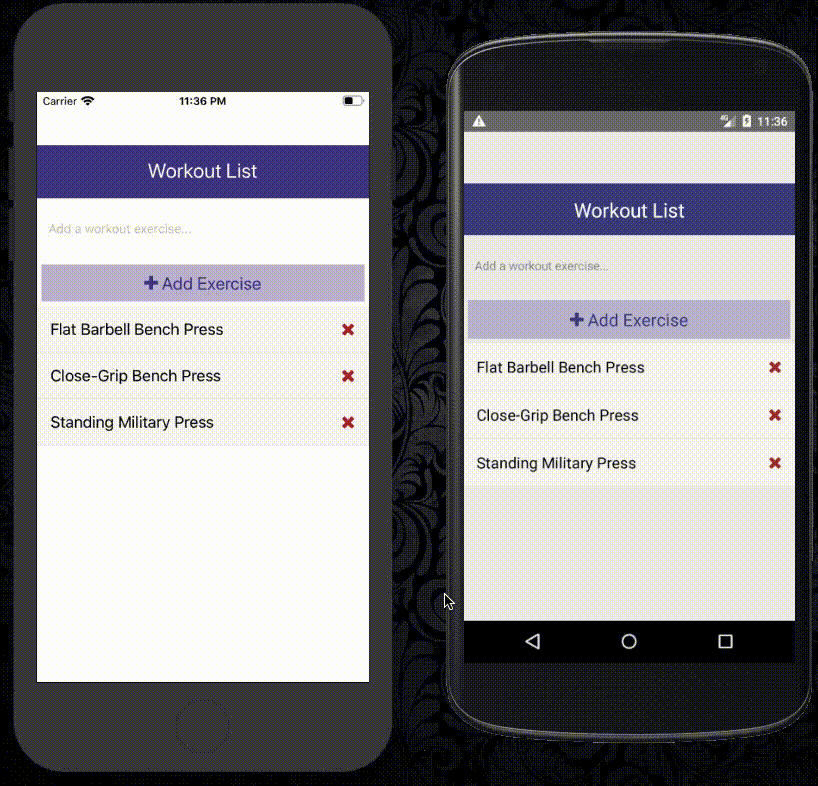 Carrier 11:36 PM
Workout List
Add a workout exercise...
Add Exercise
Flat Barbell Bench Press
Close-Grip Bench Press
Standing Military Press
4G 11:36
Workout List
Add a workout exercise...
Add Exercise
Flat Barbell Bench Press
Close-Grip Bench Press
Standing Military Press